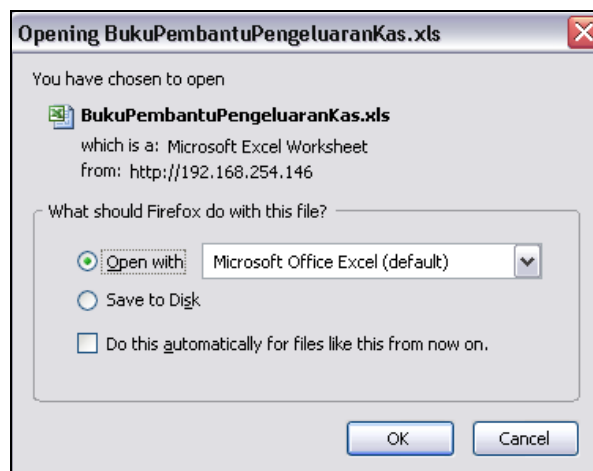 Opening BukuPembantuPengeluaranKas.xls
You have chosen to open
BukuPembantuPengeluaranKas.xls
which is a: Microsoft Excel Worksheet
from: http://192.168.254.146
What should Firefox do with this file?
Open with Microsoft Office Excel (default)
Save to Disk
Do this automatically for files like this from now on.
OK Cancel